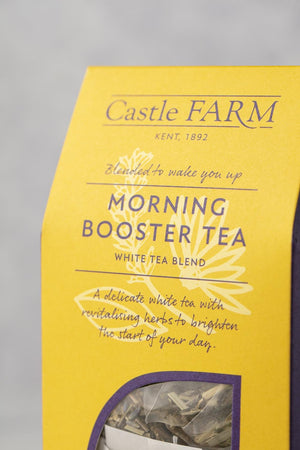 Castle FARM
KENT, 1892
Blended to wake you up
MORNING
BOOSTER TEA
WHITE TEA BLEND
A delicate white tea with
revitalising herbs to brighten
the start of your day.